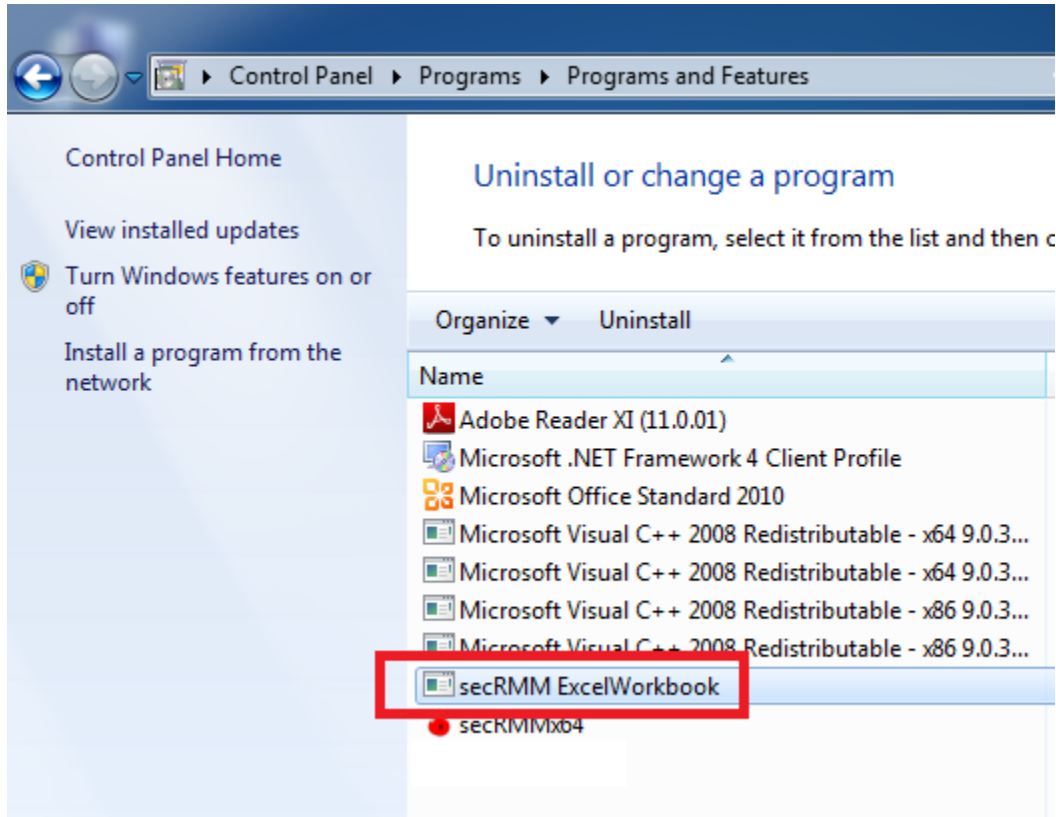 Control Panel Programs Programs and Features
Control Panel Home
Uninstall or change a program
View installed updates
To uninstall a program, select it from the list and then
Turn Windows features on or
off
Organize Uninstall
Install a program from the
network
Name
Adobe Reader XI (11.0.01)
Microsoft .NET Framework 4 Client Profile
Microsoft Office Standard 2010
Microsoft Visual C++ 2008 Redistributable - x64 9.0.3...
Microsoft Visual C++ 2008 Redistributable - x64 9.0.3...
Microsoft Visual C++ 2008 Redistributable - x86 9.0.3...
Microsoft Visual C++ 2008 Redistributable - x86 9.0.3...
secRMM ExcelWorkbook
secRMMx64